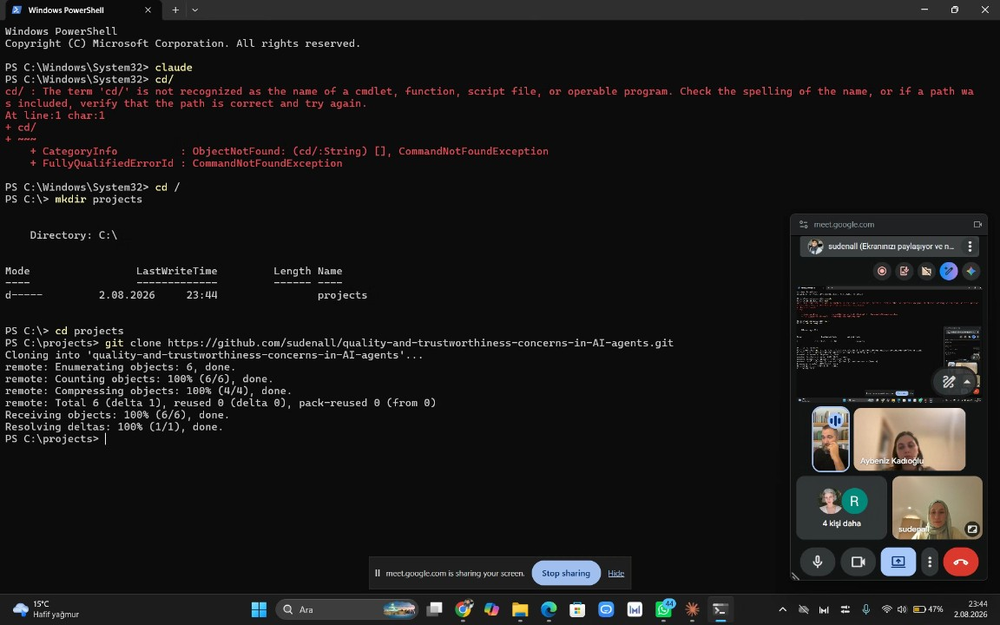 Windows PowerShell
Windows PowerShell
Copyright (C) Microsoft Corporation. All rights reserved.
PS C:\Windows\System32> claude
PS C:\Windows\System32> cd/
cd/ : The term 'cd/' is not recognized as the name of a cmdlet, function, script file, or operable program. Check the spelling of the name, or if a path wa
s included, verify that the path is correct and try again.
At line:1 char:1
+ cd/
+ ~~~
    + CategoryInfo          : ObjectNotFound: (cd/:String) [], CommandNotFoundException
    + FullyQualifiedErrorId : CommandNotFoundException
PS C:\Windows\System32> cd /
PS C:\> mkdir projects
    Directory: C:\
Mode                 LastWriteTime         Length Name
----                 -------------         ------ ----
d-----         2.08.2026     23:44                projects
PS C:\> cd projects
PS C:\projects> git clone https://github.com/sudenall/quality-and-trustworthiness-concerns-in-AI-agents.git
Cloning into 'quality-and-trustworthiness-concerns-in-AI-agents'...
remote: Enumerating objects: 6, done.
remote: Counting objects: 100% (6/6), done.
remote: Compressing objects: 100% (4/4), done.
remote: Total 6 (delta 1), reused 0 (delta 0), pack-reused 0 (from 0)
Receiving objects: 100% (6/6), done.
Resolving deltas: 100% (1/1), done.
PS C:\projects>
meet.google.com
sudenall (Ekranınızı paylaşıyor ve n...
Aybeniz Kadıoğlu
R
4 kişi daha
sudenall
meet.google.com is sharing your screen.
Stop sharing
Hide
15°C
Hafif yağmur
Ara
44
47%
23:44
2.08.2026